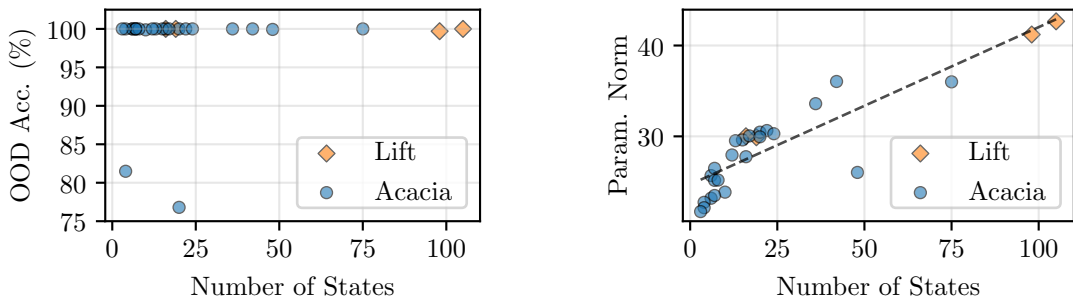 OOD Acc. (%)
100
95
90
85
80
75
0
25
50
75
100
Number of States
Lift
Acacia
Param. Norm
40
30
0
25
50
75
100
Number of States
Lift
Acacia